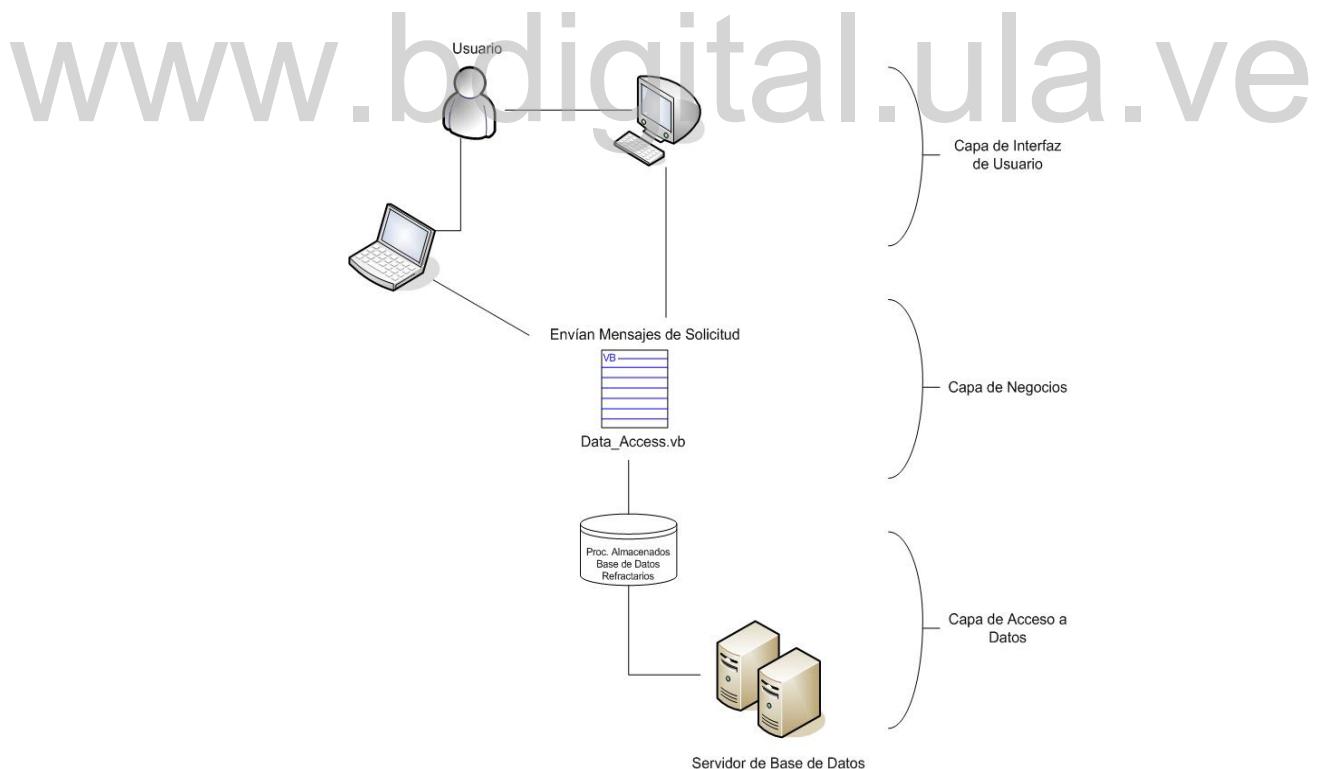 www.bdigital.ula.ve
Usuario
Capa de Interfaz
de Usuario
Envían Mensajes de Solicitud
VB
Data_Access.vb
Capa de Negocios
Proc. Almacenados
Base de Datos
Refractarios
Capa de Acceso a
Datos
Servidor de Base de Datos